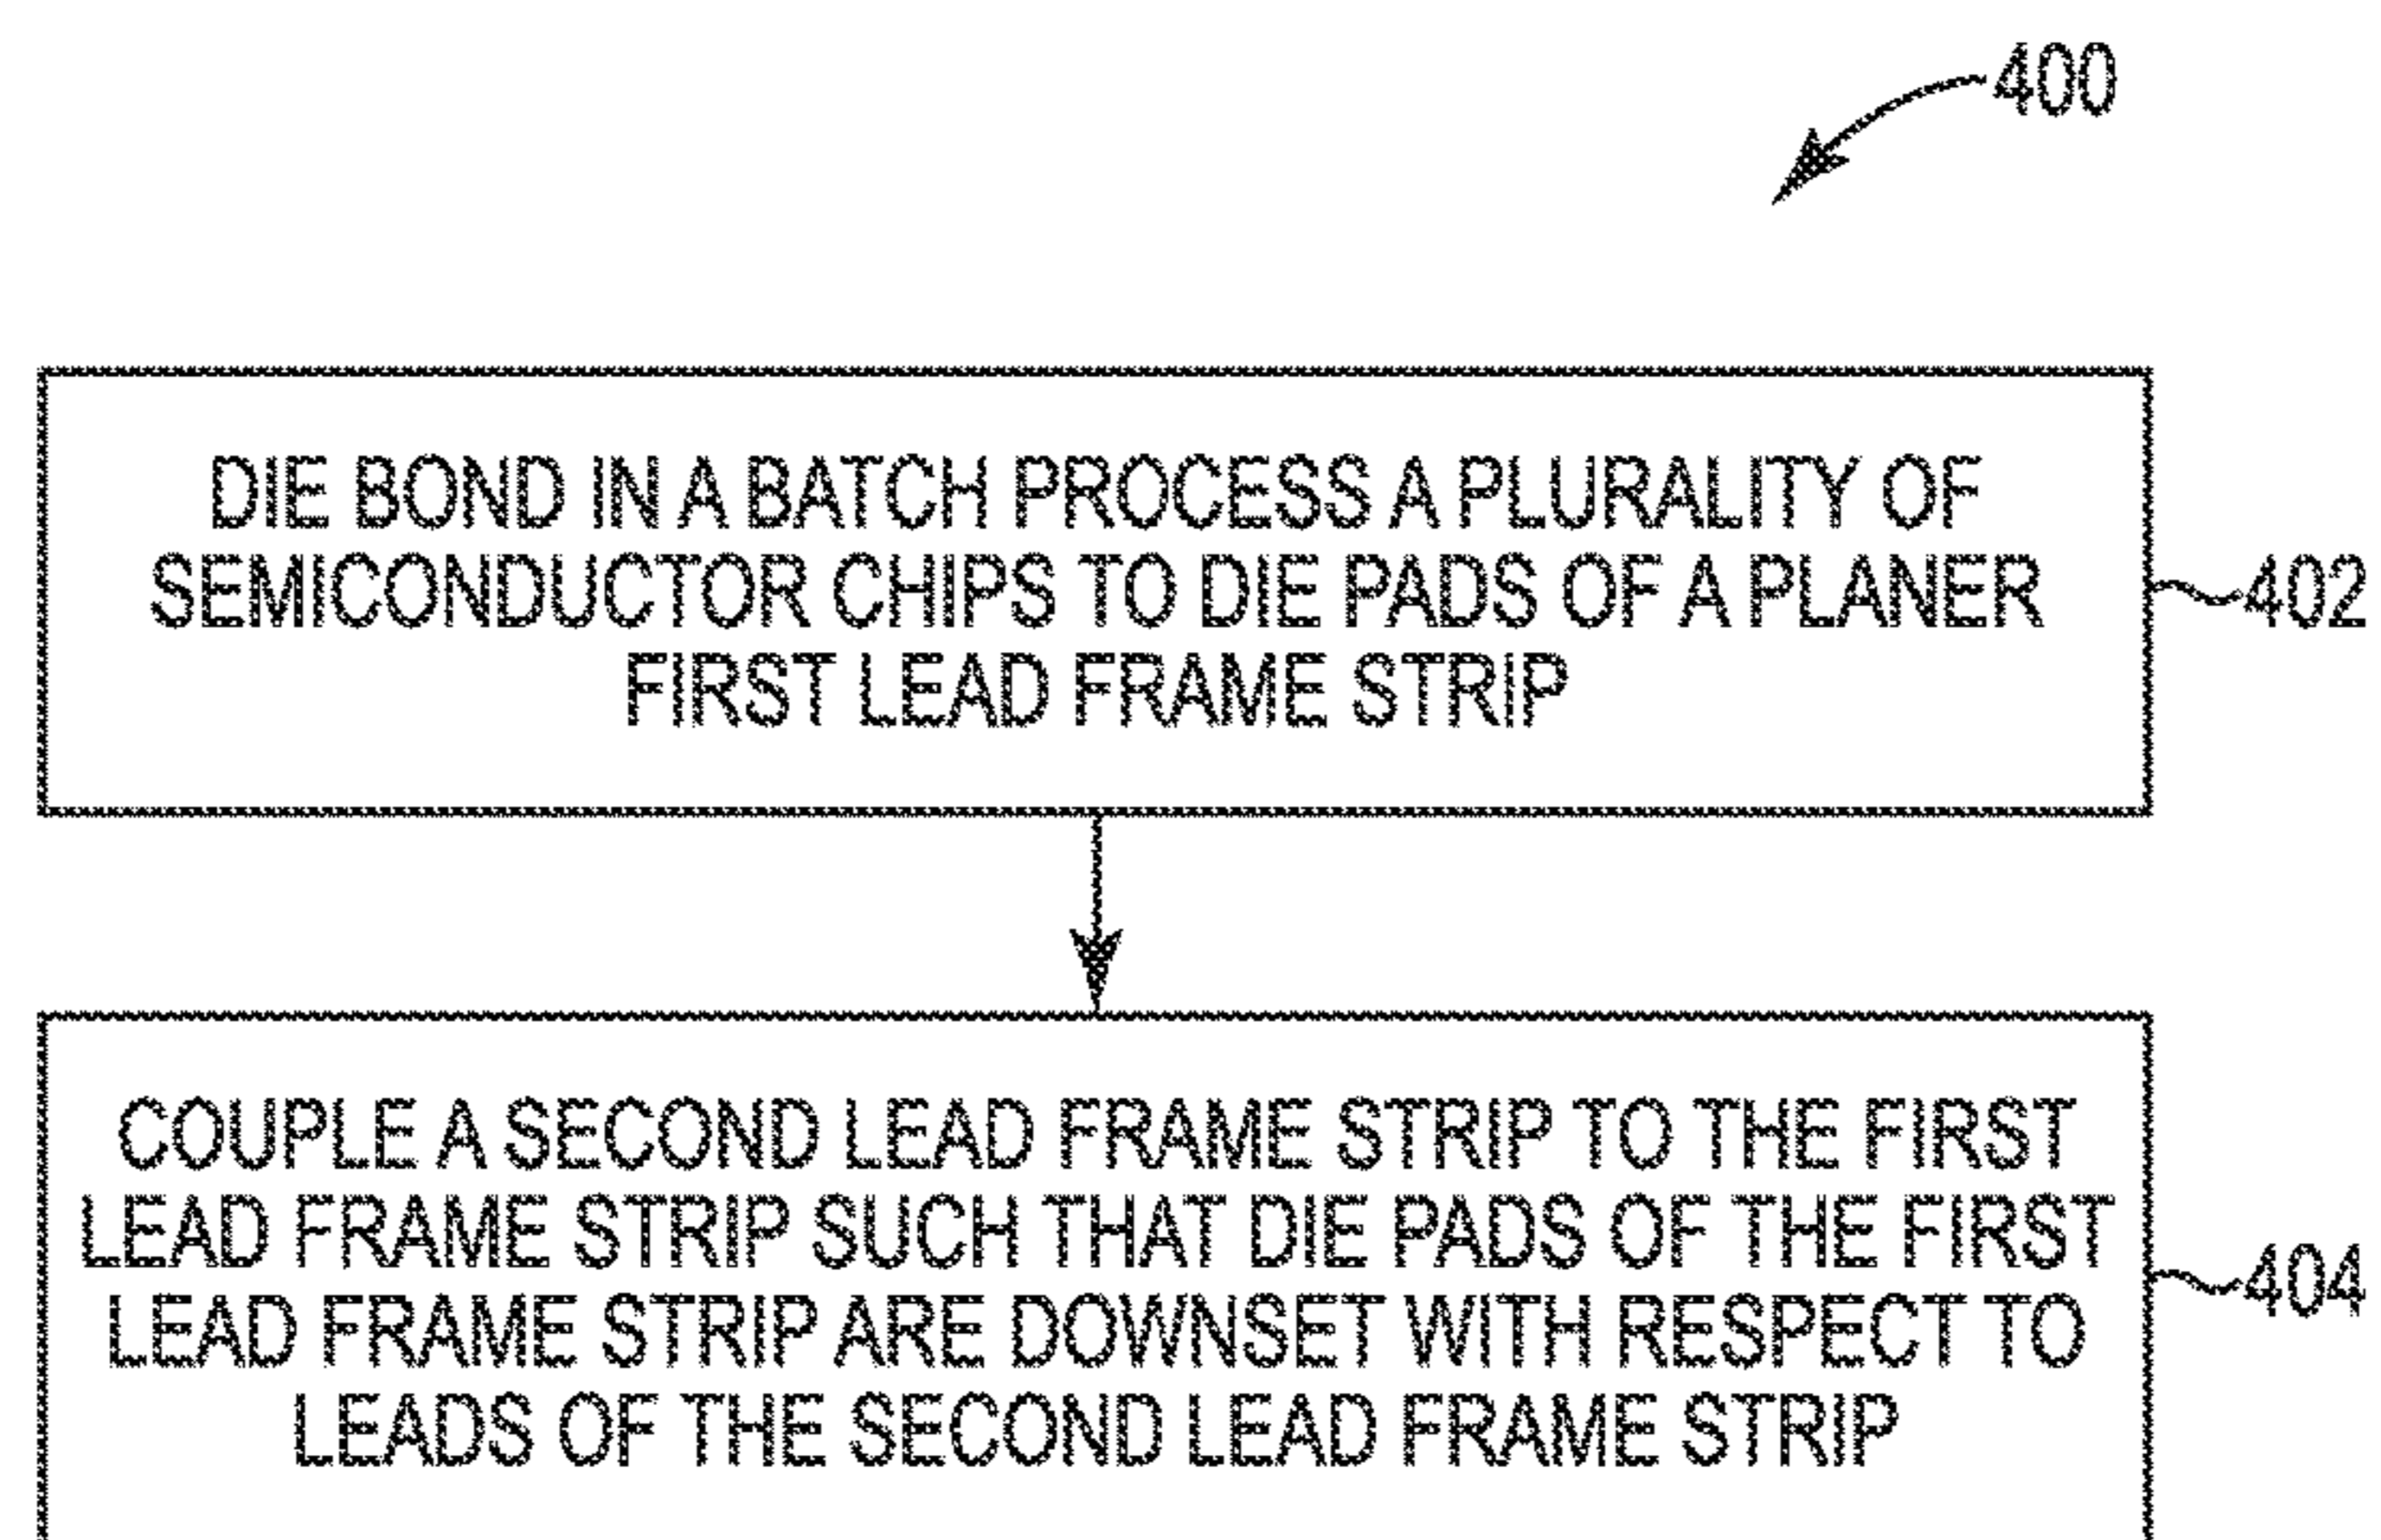 400
DIE BOND IN A BATCH PROCESS A PLURALITY OF
SEMICONDUCTOR CHIPS TO DIE PADS OF A PLANER
FIRST LEAD FRAME STRIP
402
COUPLE A SECOND LEAD FRAME STRIP TO THE FIRST
LEAD FRAME STRIP SUCH THAT DIE PADS OF THE FIRST
LEAD FRAME STRIP ARE DOWNSET WITH RESPECT TO
LEADS OF THE SECOND LEAD FRAME STRIP
404